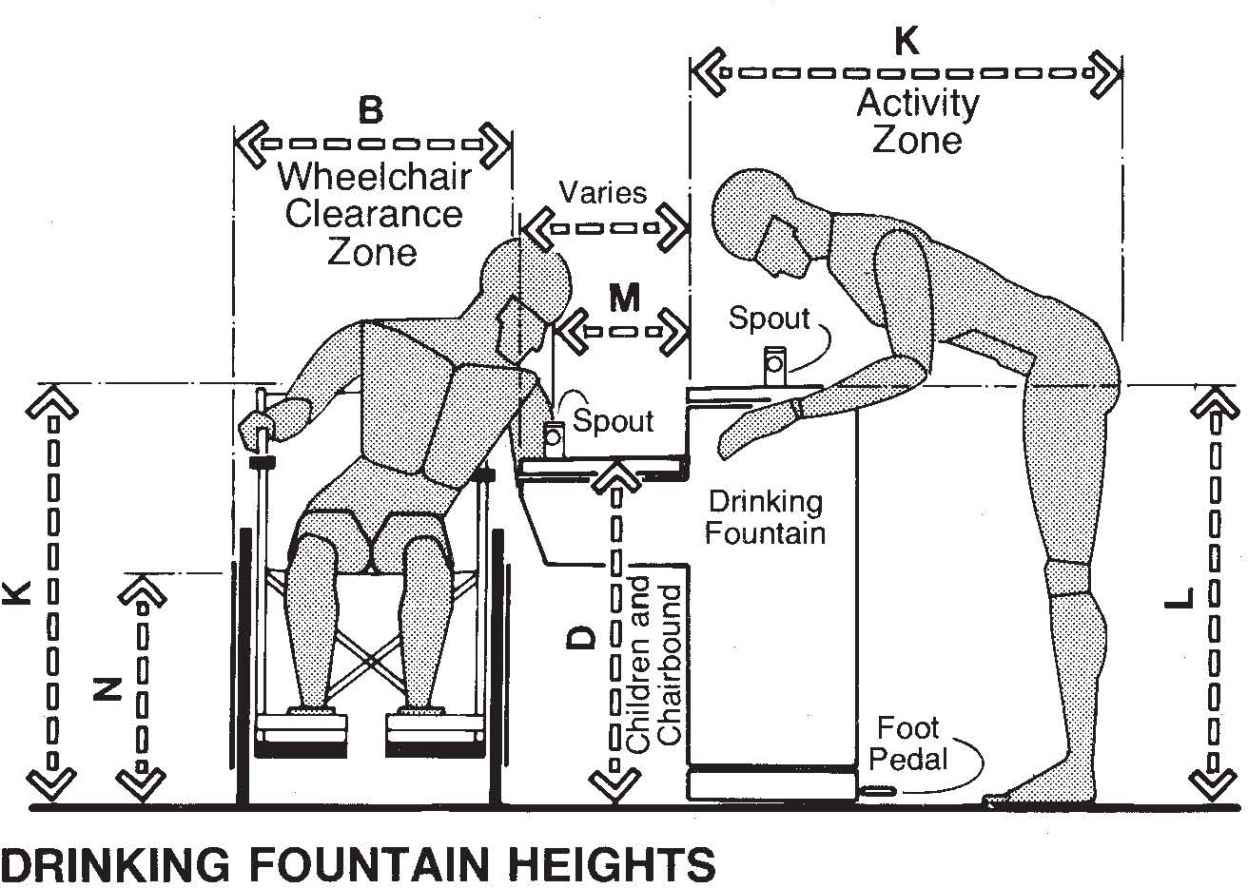 K
Activity
Zone
B
Wheelchair
Clearance
Zone
Varies
M
Spout
Spout
Drinking
Fountain
K
N
D
Children and
Chairbound
L
Foot
Pedal
DRINKING FOUNTAIN HEIGHTS